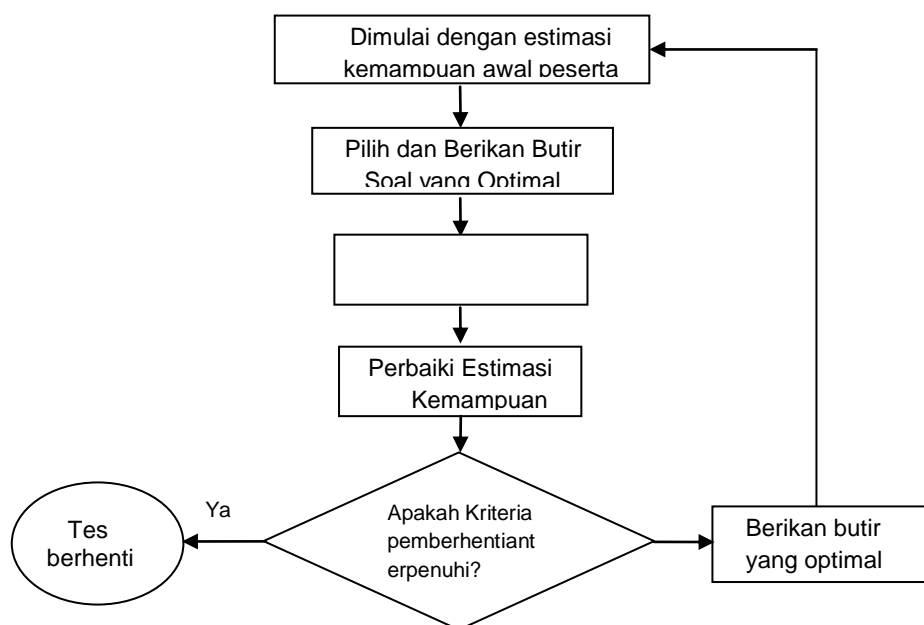 Dimulai dengan estimasi
kemampuan awal peserta
Pilih dan Berikan Butir
Soal yang Optimal
Perbaiki Estimasi
Kemampuan
Ya
Tes
berhenti
Apakah Kriteria
pemberhentiant
erpenuhi?
Berikan butir
yang optimal